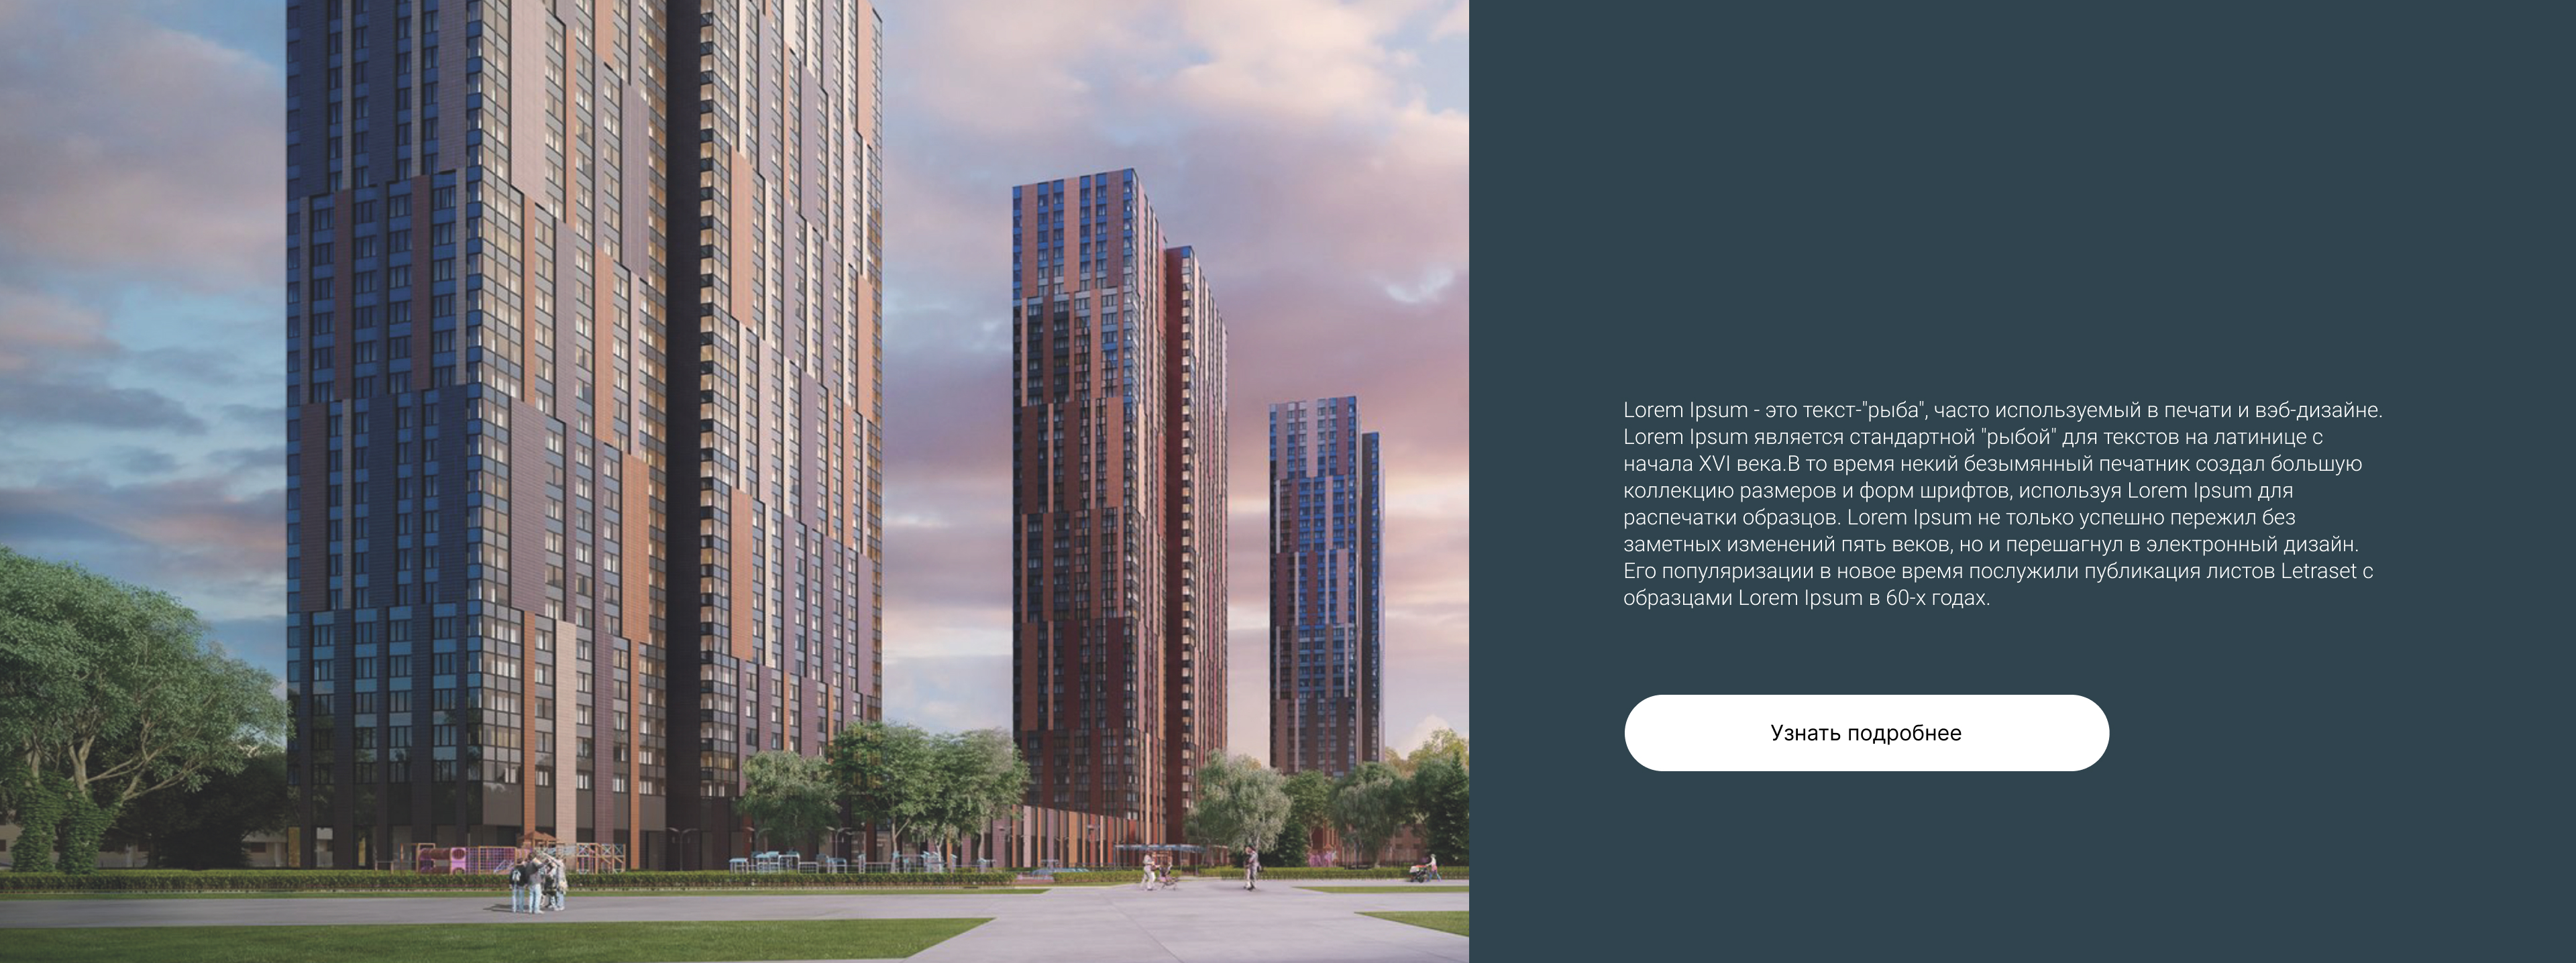 Lorem Ipsum - это текст-"рыба", часто используемый в печати и вэб-дизайне.
Lorem Ipsum является стандартной "рыбой" для текстов на латинице с
начала XVI века.В то время некий безымянный печатник создал большую
коллекцию размеров и форм шрифтов, используя Lorem Ipsum для
распечатки образцов. Lorem Ipsum не только успешно пережил без
заметных изменений пять веков, но и перешагнул в электронный дизайн.
Его популяризации в новое время послужили публикация листов Letraset с
образцами Lorem Ipsum в 60-х годах.
Узнать подробнее